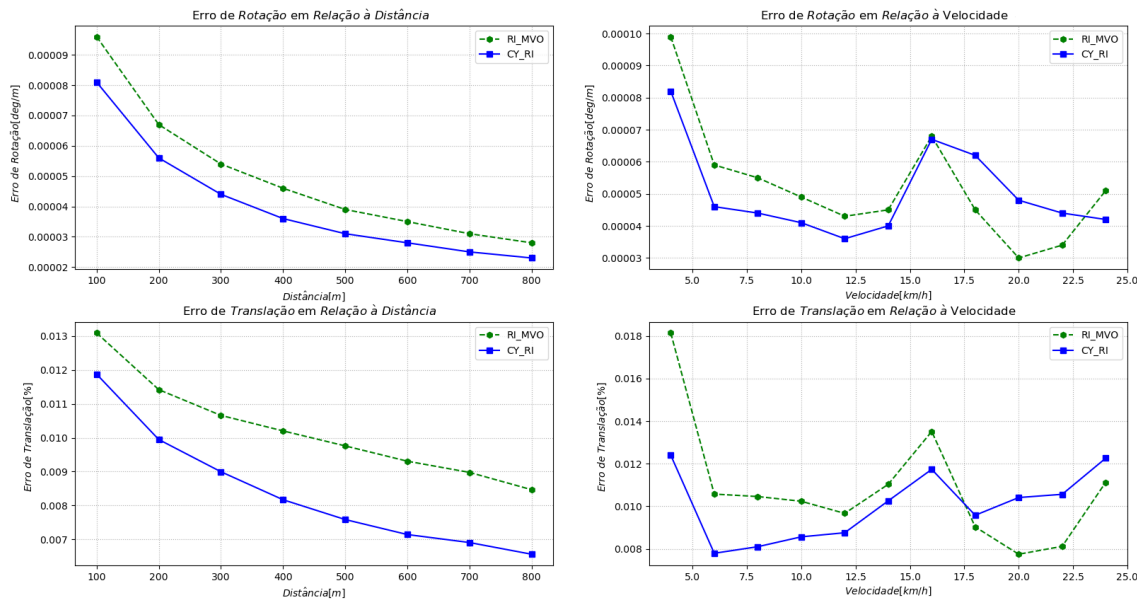 Erro de Rotação em Relação à Distância
RI_MVO
CY_RI
Erro de Rotação[deg/m]
0.00009
0.00008
0.00007
0.00006
0.00005
0.00004
0.00003
0.00002
100 200 300 400 500 600 700 800
Distância[m]
Erro de Rotação em Relação à Velocidade
RI_MVO
CY_RI
Erro de Rotação[deg/m]
0.00010
0.00009
0.00008
0.00007
0.00006
0.00005
0.00004
0.00003
5.0 7.5 10.0 12.5 15.0 17.5 20.0 22.5 25.0
Velocidade[km/h]
Erro de Translação em Relação à Distância
RI_MVO
CY_RI
Erro de Translação[%]
0.013
0.012
0.011
0.010
0.009
0.008
0.007
100 200 300 400 500 600 700 800
Distância[m]
Erro de Translação em Relação à Velocidade
RI_MVO
CY_RI
Erro de Translação[%]
0.018
0.016
0.014
0.012
0.010
0.008
5.0 7.5 10.0 12.5 15.0 17.5 20.0 22.5 25.0
Velocidade[km/h]